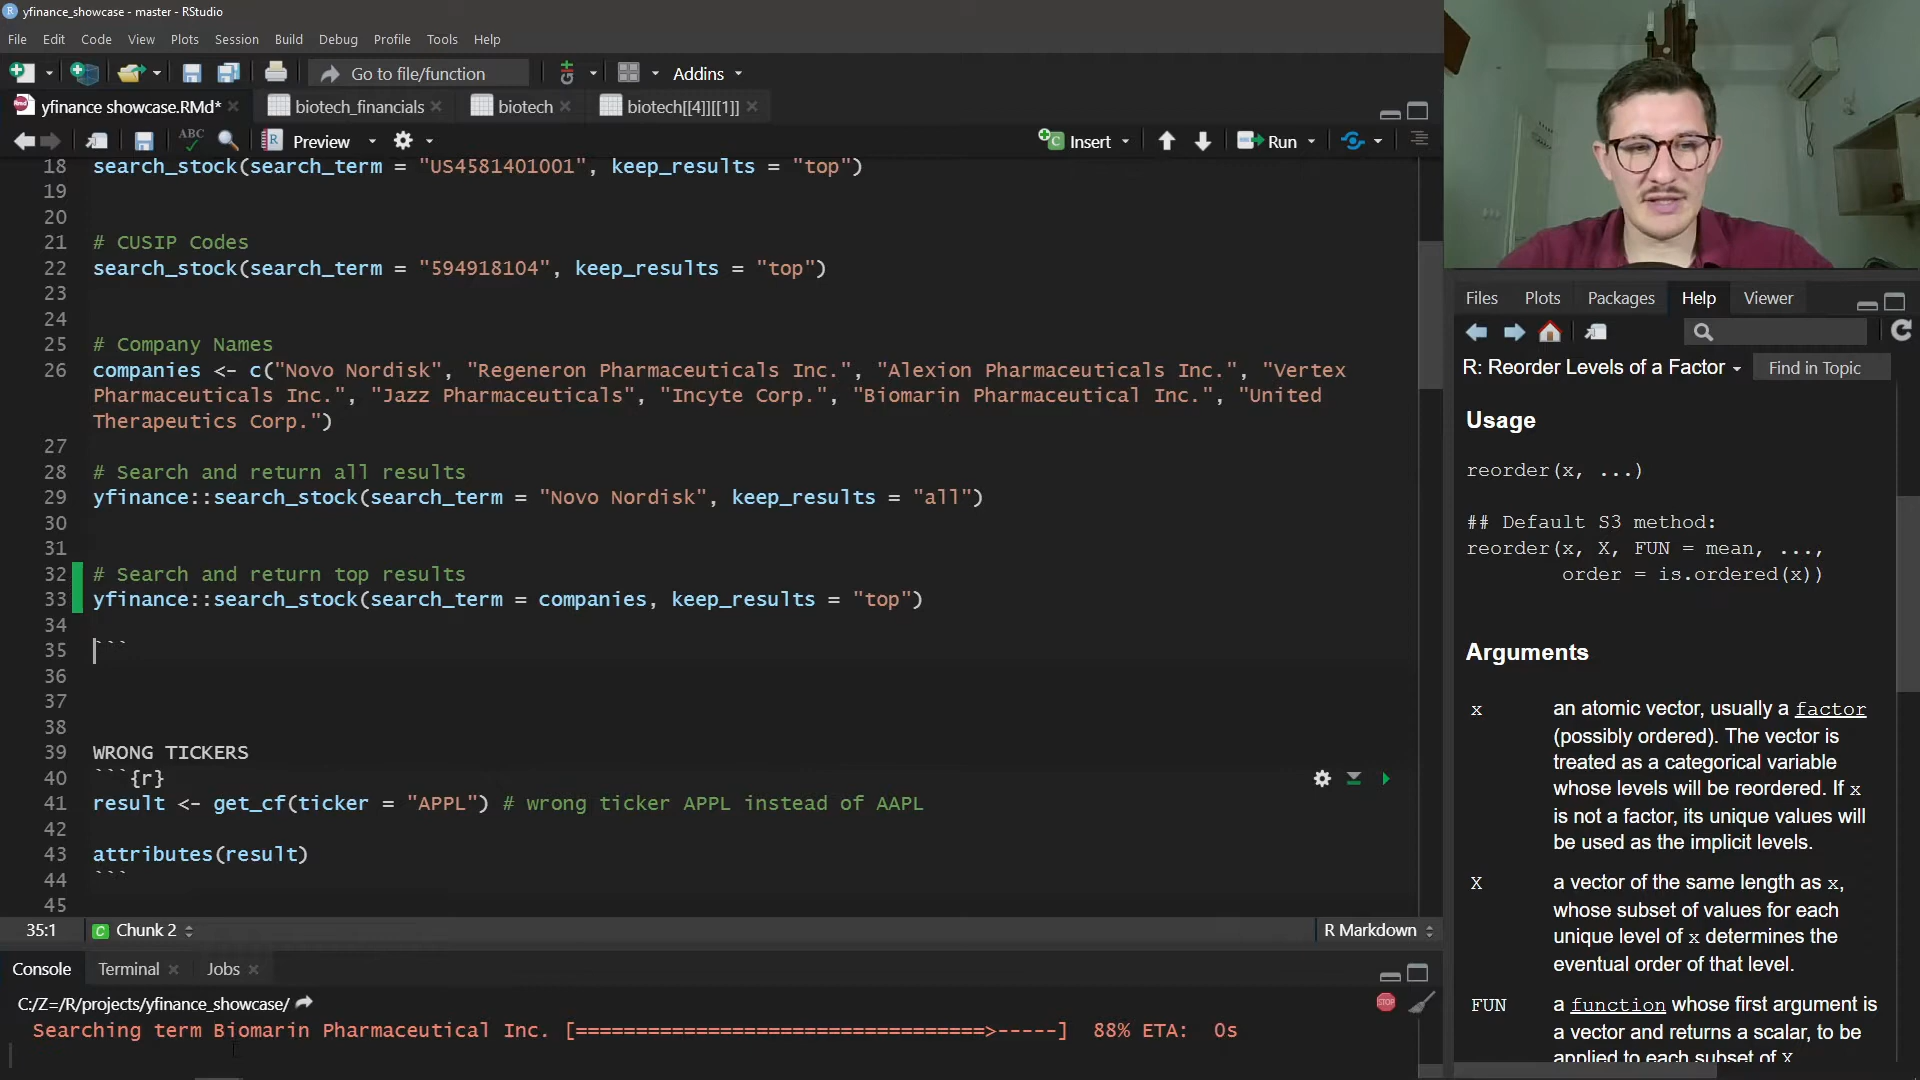 yfinance_showcase - master - RStudio
File Edit Code View Plots Session Build Debug Profile Tools Help
Go to file/function Addins
yfinance showcase.RMd* biotech_financials biotech biotech[[4]][[1]]
ABC Preview Insert Run
18 search_stock(search_term = "US4581401001", keep_results = "top")
19
20
21 # CUSIP Codes
22 search_stock(search_term = "594918104", keep_results = "top")
23
24
25 # Company Names
26 companies <- c("Novo Nordisk", "Regeneron Pharmaceuticals Inc.", "Alexion Pharmaceuticals Inc.", "Vertex
Pharmaceuticals Inc.", "Jazz Pharmaceuticals", "Incyte Corp.", "Biomarin Pharmaceutical Inc.", "United
Therapeutics Corp.")
27
28 # Search and return all results
29 yfinance::search_stock(search_term = "Novo Nordisk", keep_results = "all")
30
31
32 # Search and return top results
33 yfinance::search_stock(search_term = companies, keep_results = "top")
34
35 ```
36
37
38
39 WRONG TICKERS
40 ```{r}
41 result <- get_cf(ticker = "APPL") # wrong ticker APPL instead of AAPL
42
43 attributes(result)
44 ```
45
35:1 C Chunk 2 R Markdown
Console Terminal Jobs
C:/Z=/R/projects/yfinance_showcase/
STOP
Searching term Biomarin Pharmaceutical Inc. [==================================>-----] 88% ETA: 0s
Files Plots Packages Help Viewer
R: Reorder Levels of a Factor Find in Topic
Usage
reorder(x, ...)
## Default S3 method:
reorder(x, X, FUN = mean, ...,
order = is.ordered(x))
Arguments
x an atomic vector, usually a factor
(possibly ordered). The vector is
treated as a categorical variable
whose levels will be reordered. If x
is not a factor, its unique values will
be used as the implicit levels.
X a vector of the same length as x,
whose subset of values for each
unique level of x determines the
eventual order of that level.
FUN a function whose first argument is
a vector and returns a scalar, to be
applied to each subset of X